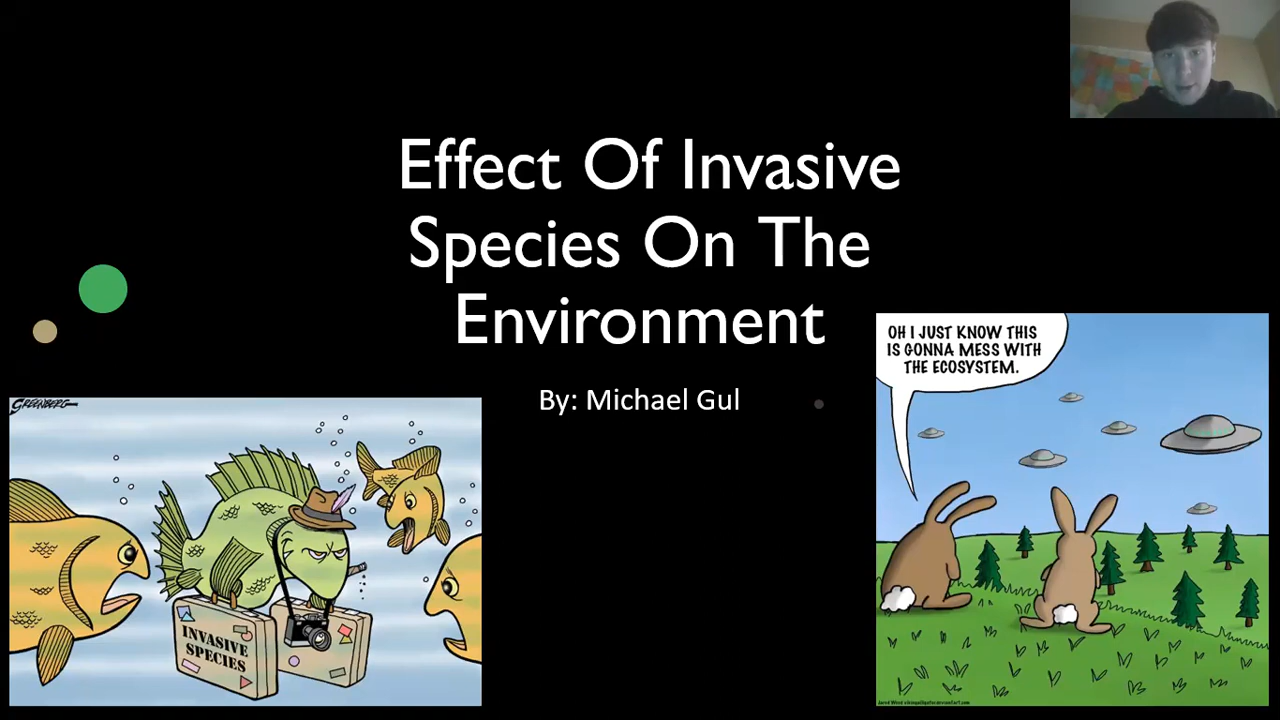 Effect Of Invasive
Species On The
Environment
By: Michael Gul
OH I JUST KNOW THIS
IS GONNA MESS WITH
THE ECOSYSTEM.
GREENBERG
INVASIVE
SPECIES